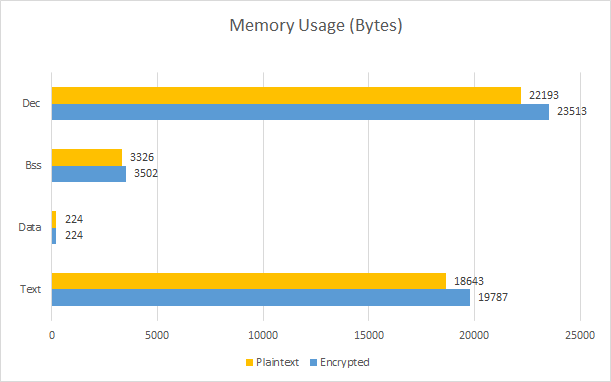 Memory Usage (Bytes)
Dec
22193
23513
Bss
3326
3502
Data
224
224
Text
18643
19787
0 5000 10000 15000 20000 25000
Plaintext Encrypted